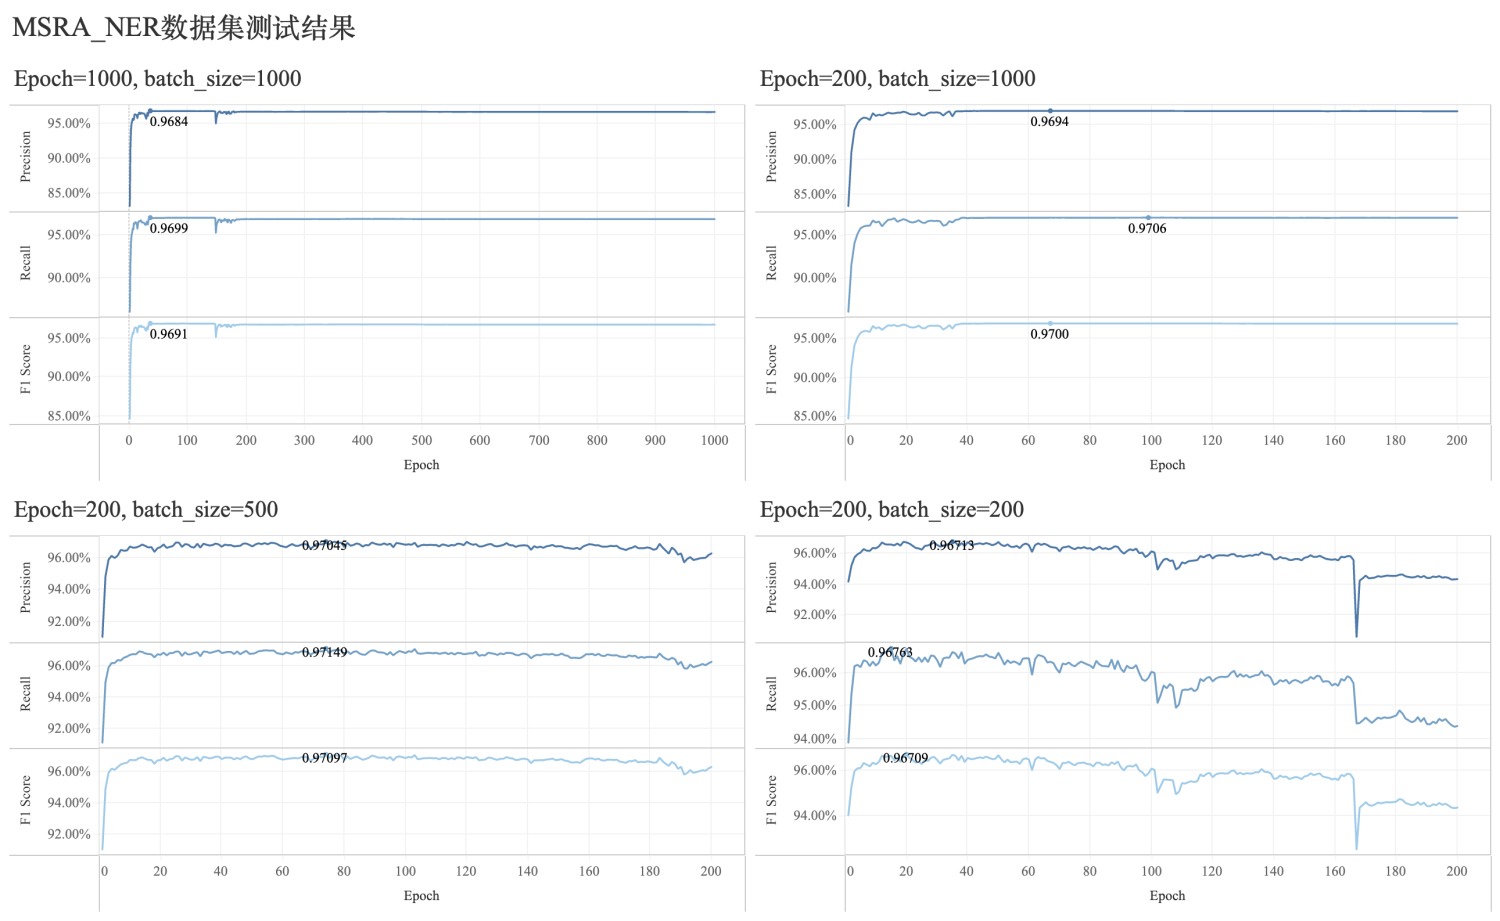 MSRA_NER数据集测试结果
Epoch=1000, batch_size=1000
Precision
95.00%
90.00%
85.00%
0.9684
Recall
95.00%
90.00%
0.9699
F1 Score
95.00%
90.00%
85.00%
0.9691
0 100 200 300 400 500 600 700 800 900 1000
Epoch
Epoch=200, batch_size=1000
Precision
95.00%
90.00%
85.00%
0.9694
Recall
95.00%
90.00%
0.9706
F1 Score
95.00%
90.00%
85.00%
0.9700
0 20 40 60 80 100 120 140 160 180 200
Epoch
Epoch=200, batch_size=500
Precision
96.00%
94.00%
92.00%
0.97045
Recall
96.00%
94.00%
92.00%
0.97149
F1 Score
96.00%
94.00%
92.00%
0.97097
0 20 40 60 80 100 120 140 160 180 200
Epoch
Epoch=200, batch_size=200
Precision
96.00%
94.00%
92.00%
0.96713
Recall
96.00%
95.00%
94.00%
0.96763
F1 Score
96.00%
94.00%
0.96709
0 20 40 60 80 100 120 140 160 180 200
Epoch